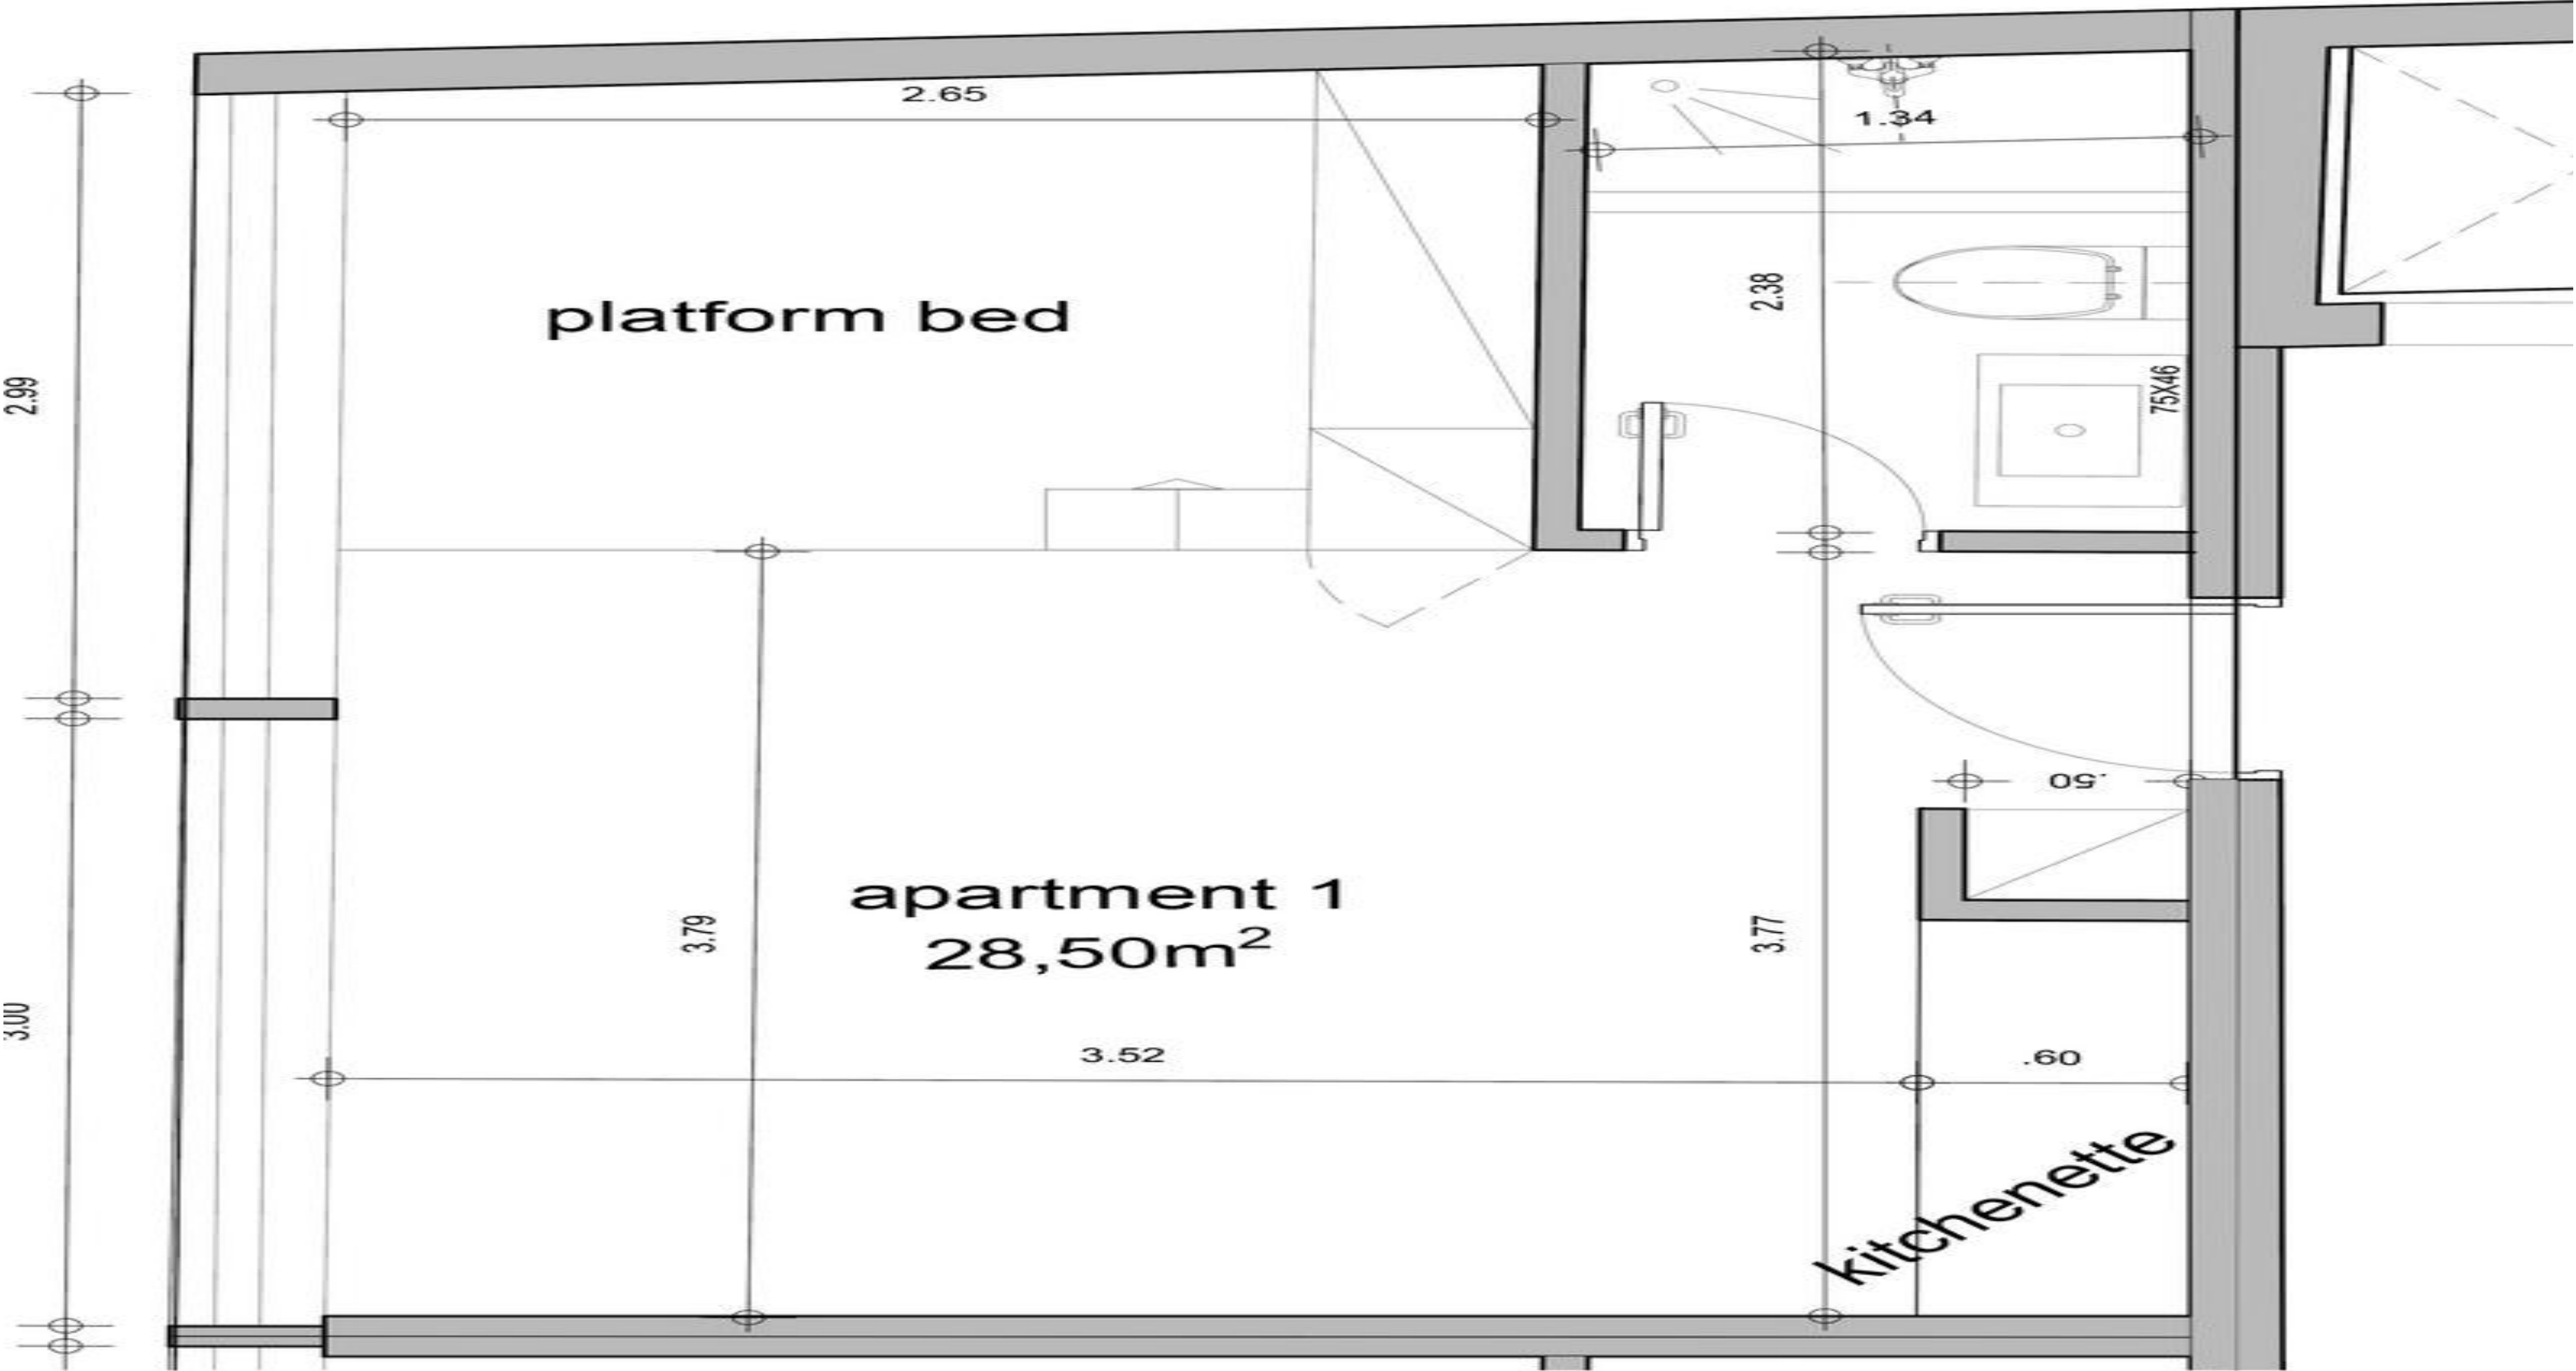 2.65
1.34
platform bed
2.38
75X46
2.99
.50
apartment 1
28,50m²
3.79
3.77
3.00
3.52
.60
kitchenette